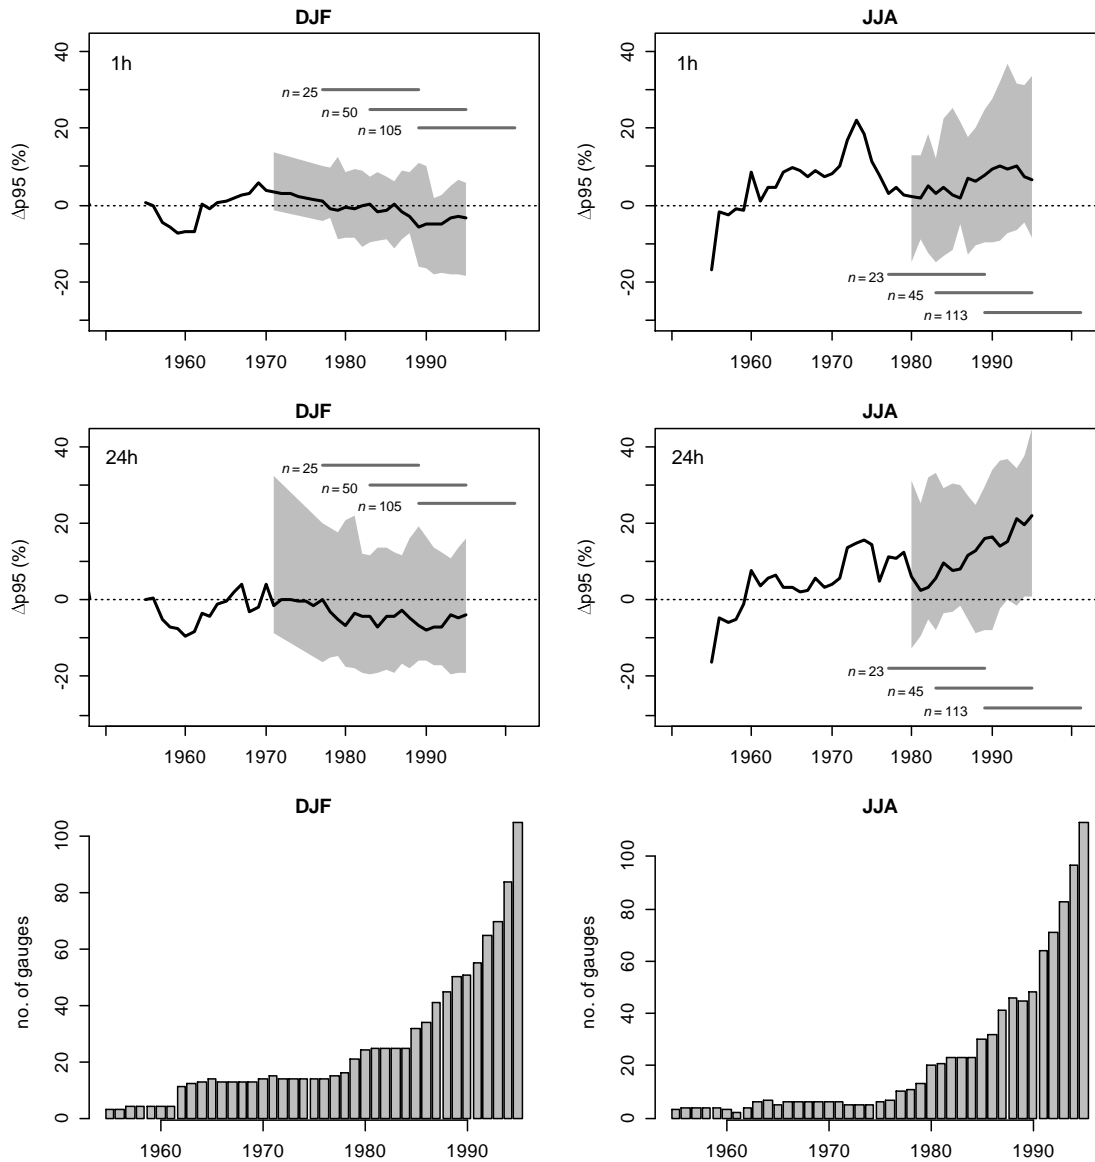 DJF
JJA
1h
1h
n = 25
n = 50
n = 105
n = 23
n = 45
n = 113
Δp95 (%)
Δp95 (%)
40
20
0
-20
40
20
0
-20
1960 1970 1980 1990
1960 1970 1980 1990
DJF
JJA
24h
24h
n = 25
n = 50
n = 105
n = 23
n = 45
n = 113
Δp95 (%)
Δp95 (%)
40
20
0
-20
40
20
0
-20
1960 1970 1980 1990
1960 1970 1980 1990
DJF
JJA
no. of gauges
no. of gauges
100
80
60
40
20
0
100
80
60
40
20
0
1960 1970 1980 1990
1960 1970 1980 1990